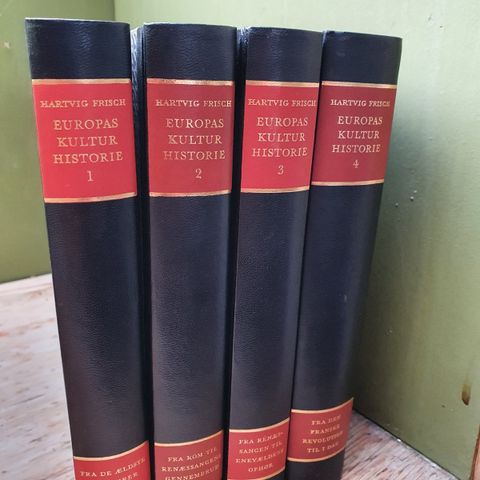 HARTVIG FRISCH
EUROPAS
KULTUR
HISTORIE
1
FRA DE ÆLDSTE
HARTVIG FRISCH
EUROPAS
KULTUR
HISTORIE
2
FRA ROM TIL
RENÆSSANCENS
GENNEMBRUD
HARTVIG FRISCH
EUROPAS
KULTUR
HISTORIE
3
FRA RENÆS-
SANCEN TIL
ENEVÆLDENS
OPHØR
HARTVIG FRISCH
EUROPAS
KULTUR
HISTORIE
4
FRA DEN
FRANSKE
REVOLUTION
TIL I DAG